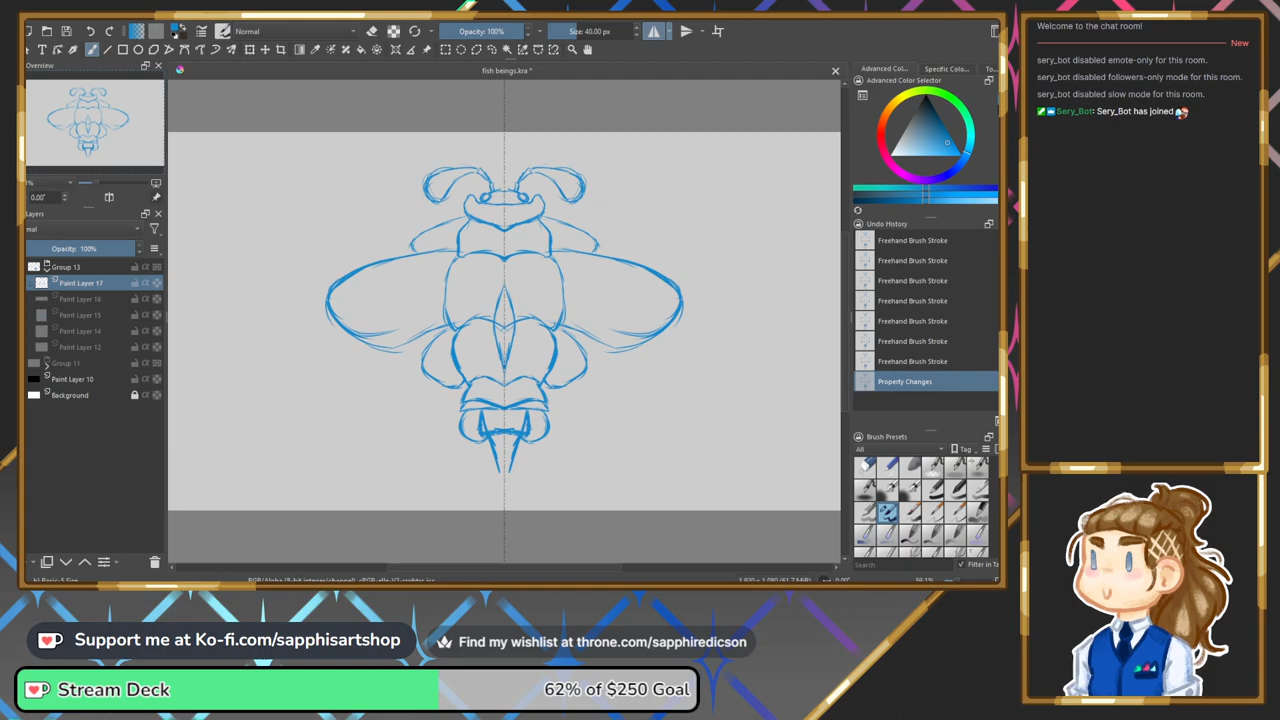 Normal
Opacity: 100%
Size: 40.00 px
Overview
fish beings.kra *
Advanced Col...
Specific Colo...
To...
Advanced Color Selector
0.00°
Layers
Opacity: 100%
Group 13
Paint Layer 17
Paint Layer 16
Paint Layer 15
Paint Layer 14
Paint Layer 12
Group 11
Paint Layer 10
Background
Undo History
Freehand Brush Stroke
Freehand Brush Stroke
Freehand Brush Stroke
Freehand Brush Stroke
Freehand Brush Stroke
Freehand Brush Stroke
Freehand Brush Stroke
Property Changes
Brush Presets
All
Tag
Search
Filter in Ta
Welcome to the chat room!
New
sery_bot disabled emote-only for this room.
sery_bot disabled followers-only mode for this room.
sery_bot disabled slow mode for this room.
Sery_Bot: Sery_Bot has joined
Support me at Ko-fi.com/sapphisartshop
Find my wishlist at throne.com/sapphiredicson
Stream Deck
62% of $250 Goal